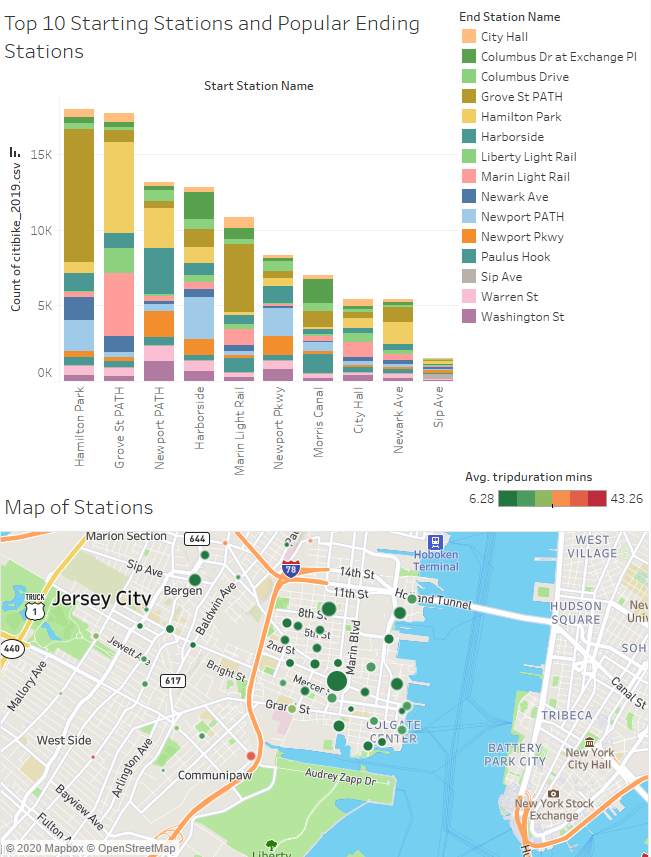 Top 10 Starting Stations and Popular Ending
Stations
Start Station Name
Count of citibike_2019.csv
15K
10K
5K
0K
Hamilton Park
Grove St PATH
Newport PATH
Harborside
Marin Light Rail
Newport Pkwy
Morris Canal
City Hall
Newark Ave
Sip Ave
End Station Name
City Hall
Columbus Dr at Exchange Pl
Columbus Drive
Grove St PATH
Hamilton Park
Harborside
Liberty Light Rail
Marin Light Rail
Newark Ave
Newport PATH
Newport Pkwy
Paulus Hook
Sip Ave
Warren St
Washington St
Avg. tripduration mins
6.28
43.26
Map of Stations
Marion Section
644
Sip Ave
Bergen
TRUCK
1
Jersey City
Baldwin Ave
78
14th St
11th St
Hoboken
Terminal
Holland Tunnel
WEST
VILLAGE
HUDSON
SQUARE
8th St
5th St
2nd St
Marin Blvd
440
Jewett Ave
Mallory Ave
617
Bright St
Mercer
Grand St
COLGATE
CENTER
Canal St
TRIBECA
West Side
Arlington Ave
Communipaw
Audrey Zapp Dr
BATTERY
PARK CITY
New York
City Hall
Bayview Ave
Fulton A
New York Stock
Exchange
Liberty
© 2020 Mapbox © OpenStreetMap